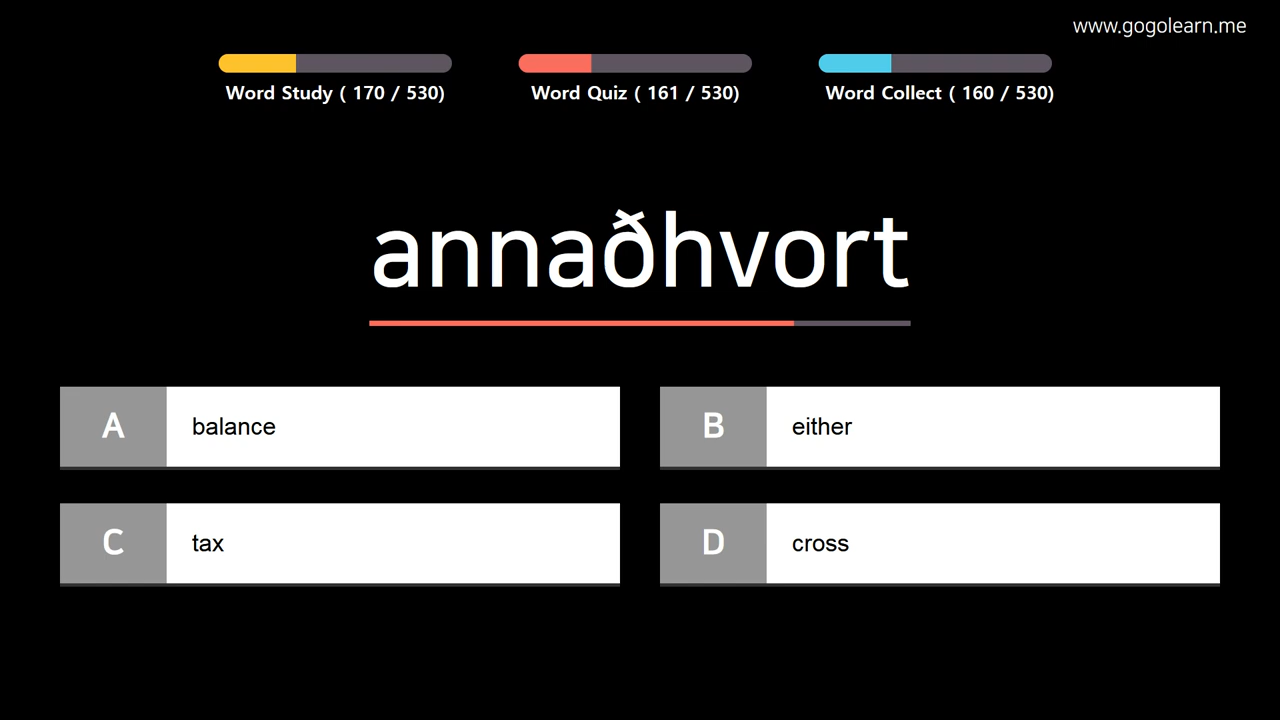 www.gogolearn.me
Word Study ( 170 / 530)
Word Quiz ( 161 / 530)
Word Collect ( 160 / 530)
annaðhvort
A balance
B either
C tax
D cross